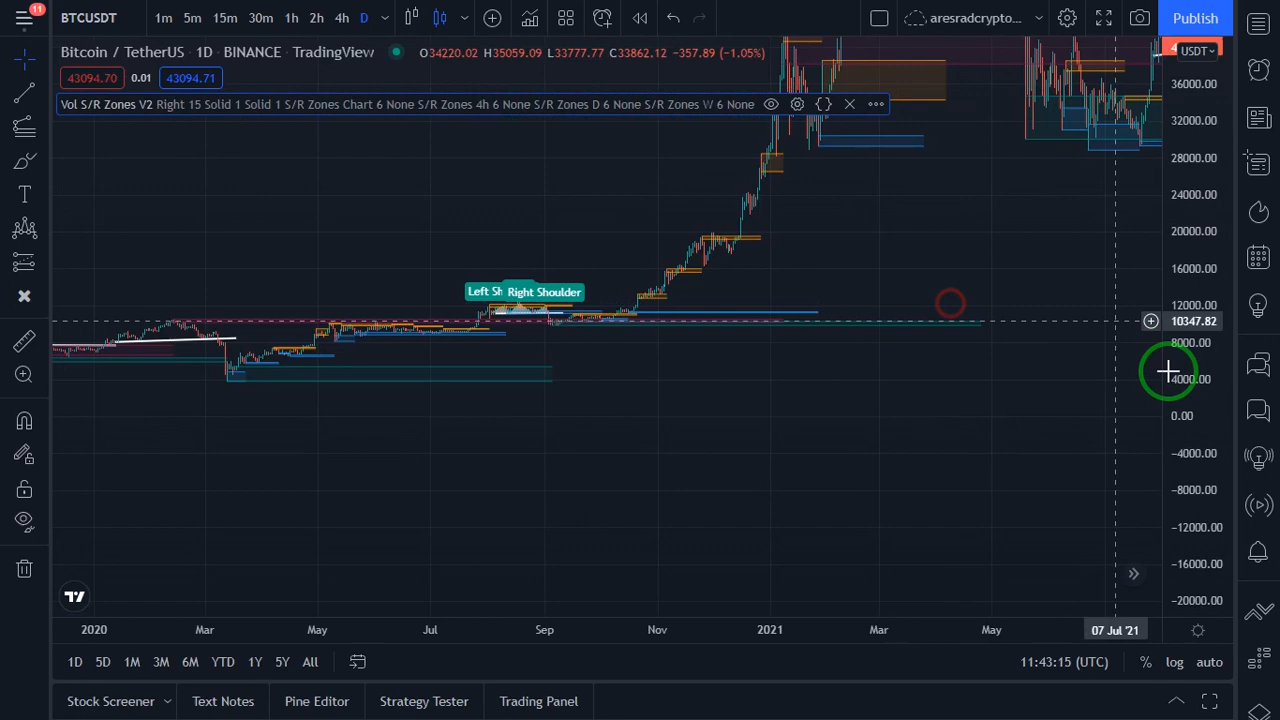 11
BTCUSDT
1m 5m 15m 30m 1h 2h 4h D
aresradcrypto...
Publish
Bitcoin / TetherUS · 1D · BINANCE · TradingView
O34220.02 H35059.09 L33777.77 C33862.12 −357.89 (−1.05%)
USDT
43094.70 0.01 43094.71
Vol S/R Zones V2 Right 15 Solid 1 Solid 1 S/R Zones Chart 6 None S/R Zones 4h 6 None S/R Zones D 6 None S/R Zones W 6 None
36000.00
32000.00
28000.00
24000.00
20000.00
16000.00
Left Sh
Right Shoulder
12000.00
10347.82
8000.00
4000.00
0.00
−4000.00
−8000.00
−12000.00
−16000.00
−20000.00
2020 Mar May Jul Sep Nov 2021 Mar May 07 Jul '21
1D 5D 1M 3M 6M YTD 1Y 5Y All
11:43:15 (UTC) % log auto
Stock Screener Text Notes Pine Editor Strategy Tester Trading Panel